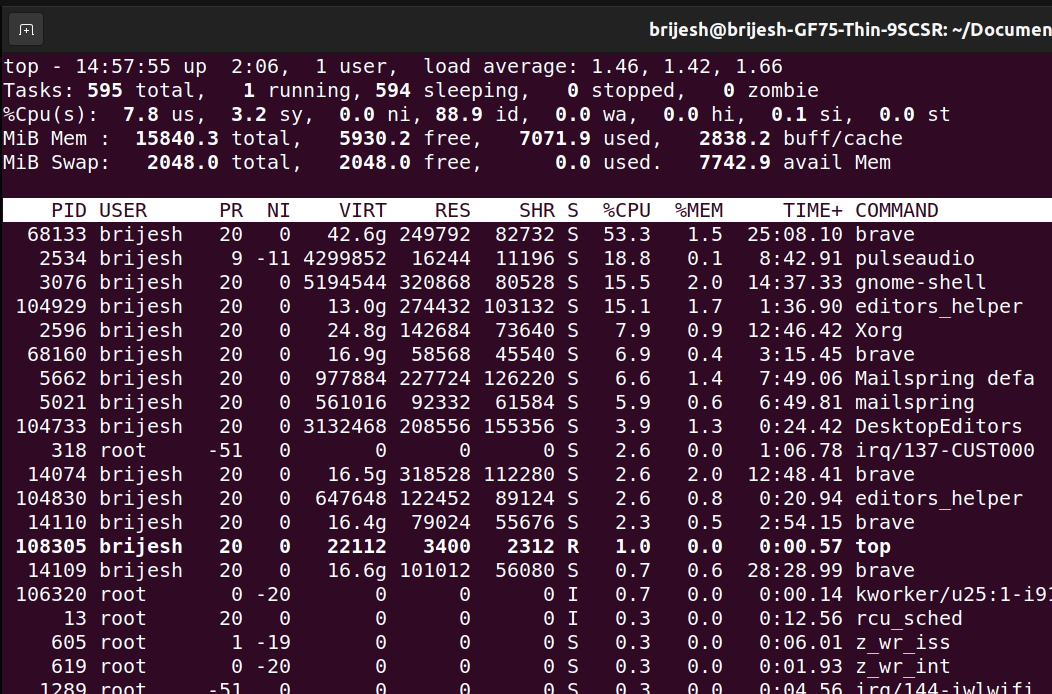 brijesh@brijesh-GF75-Thin-9SCSR: ~/Documen
top - 14:57:55 up  2:06,  1 user,  load average: 1.46, 1.42, 1.66
Tasks: 595 total,   1 running, 594 sleeping,   0 stopped,   0 zombie
%Cpu(s):  7.8 us,  3.2 sy,  0.0 ni, 88.9 id,  0.0 wa,  0.0 hi,  0.1 si,  0.0 st
MiB Mem :  15840.3 total,   5930.2 free,   7071.9 used,   2838.2 buff/cache
MiB Swap:   2048.0 total,   2048.0 free,      0.0 used.   7742.9 avail Mem
PID USER      PR  NI    VIRT    RES    SHR S  %CPU  %MEM     TIME+ COMMAND
68133 brijesh   20   0   42.6g 249792  82732 S  53.3   1.5  25:08.10 brave
2534 brijesh    9 -11 4299852  16244  11196 S  18.8   0.1   8:42.91 pulseaudio
3076 brijesh   20   0 5194544 320868  80528 S  15.5   2.0  14:37.33 gnome-shell
104929 brijesh   20   0   13.0g 274432 103132 S  15.1   1.7   1:36.90 editors_helper
2596 brijesh   20   0   24.8g 142684  73640 S   7.9   0.9  12:46.42 Xorg
68160 brijesh   20   0   16.9g  58568  45540 S   6.9   0.4   3:15.45 brave
5662 brijesh   20   0  977884 227724 126220 S   6.6   1.4   7:49.06 Mailspring defa
5021 brijesh   20   0  561016  92332  61584 S   5.9   0.6   6:49.81 mailspring
104733 brijesh   20   0 3132468 208556 155356 S   3.9   1.3   0:24.42 DesktopEditors
318 root     -51   0       0      0      0 S   2.6   0.0   1:06.78 irq/137-CUST000
14074 brijesh   20   0   16.5g 318528 112280 S   2.6   2.0  12:48.41 brave
104830 brijesh   20   0  647648 122452  89124 S   2.6   0.8   0:20.94 editors_helper
14110 brijesh   20   0   16.4g  79024  55676 S   2.3   0.5   2:54.15 brave
108305 brijesh   20   0   22112   3400   2312 R   1.0   0.0   0:00.57 top
14109 brijesh   20   0   16.6g 101012  56080 S   0.7   0.6  28:28.99 brave
106320 root       0 -20       0      0      0 I   0.7   0.0   0:00.14 kworker/u25:1-i91
13 root      20   0       0      0      0 I   0.3   0.0   0:12.56 rcu_sched
605 root       1 -19       0      0      0 S   0.3   0.0   0:06.01 z_wr_iss
619 root       0 -20       0      0      0 S   0.3   0.0   0:01.93 z_wr_int
1289 root     -51   0       0      0      0 S   0.3   0.0   0:04.56 irq/144-iwlwifi